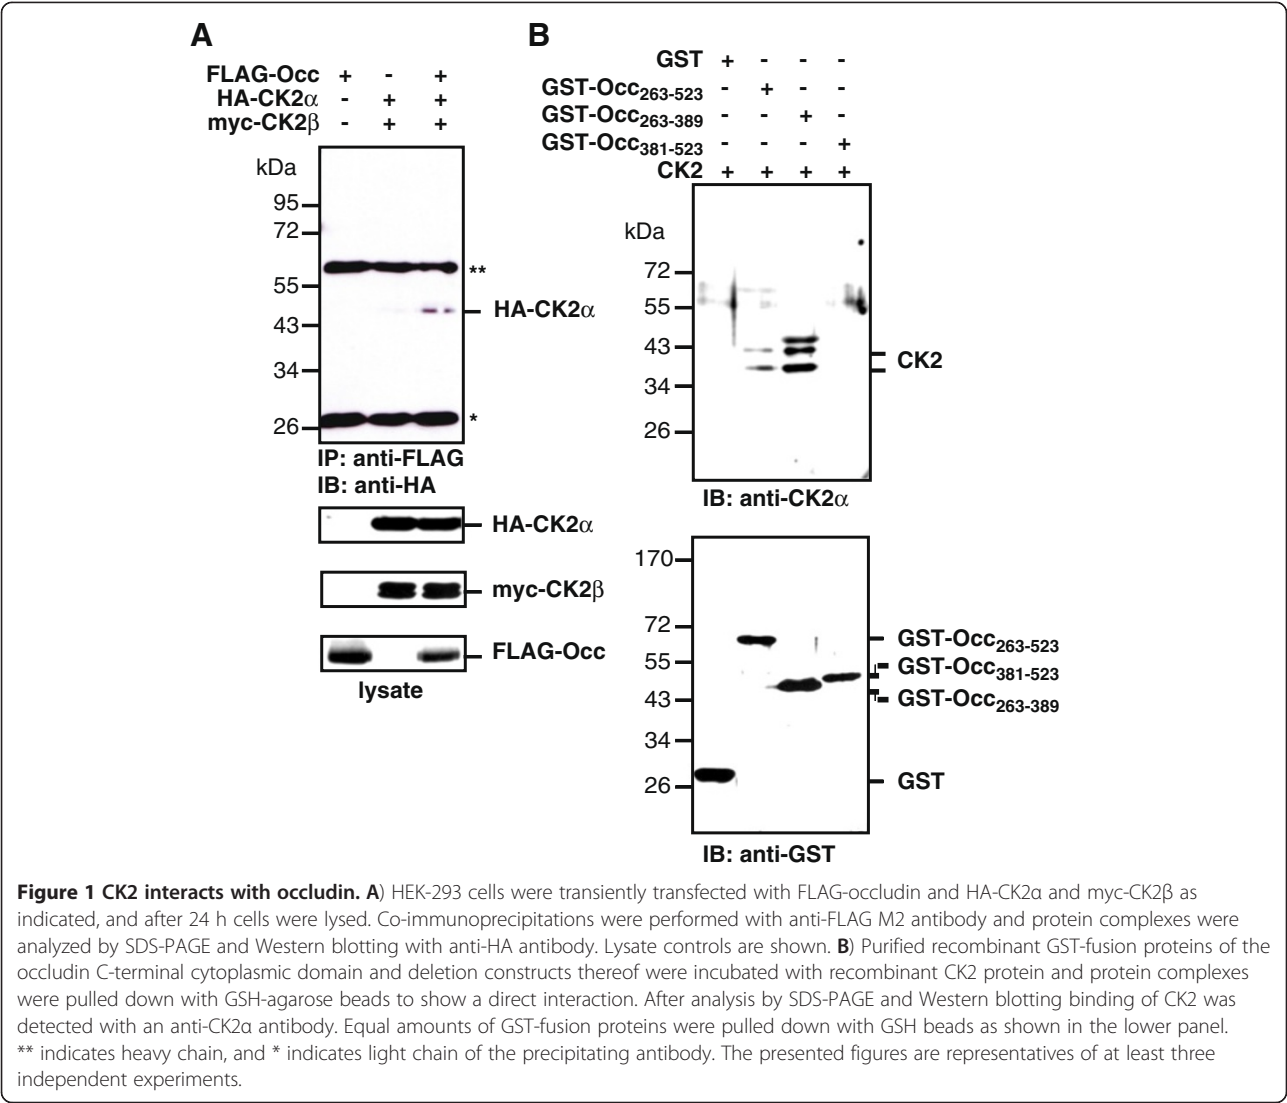 A
FLAG-Occ + - +
HA-CK2α - + +
myc-CK2β - + +
kDa
95
72
**
55
HA-CK2α
43
34
26
*
IP: anti-FLAG
IB: anti-HA
HA-CK2α
myc-CK2β
FLAG-Occ
lysate
B
GST + - - -
GST-Occ263-523 - + - -
GST-Occ263-389 - - + -
GST-Occ381-523 - - - +
CK2 + + + +
kDa
72
55
43
CK2
34
26
IB: anti-CK2α
170
72
GST-Occ263-523
55
GST-Occ381-523
43
GST-Occ263-389
34
26
GST
IB: anti-GST
Figure 1 CK2 interacts with occludin. A) HEK-293 cells were transiently transfected with FLAG-occludin and HA-CK2α and myc-CK2β as
indicated, and after 24 h cells were lysed. Co-immunoprecipitations were performed with anti-FLAG M2 antibody and protein complexes were
analyzed by SDS-PAGE and Western blotting with anti-HA antibody. Lysate controls are shown. B) Purified recombinant GST-fusion proteins of the
occludin C-terminal cytoplasmic domain and deletion constructs thereof were incubated with recombinant CK2 protein and protein complexes
were pulled down with GSH-agarose beads to show a direct interaction. After analysis by SDS-PAGE and Western blotting binding of CK2 was
detected with an anti-CK2α antibody. Equal amounts of GST-fusion proteins were pulled down with GSH beads as shown in the lower panel.
** indicates heavy chain, and * indicates light chain of the precipitating antibody. The presented figures are representatives of at least three
independent experiments.